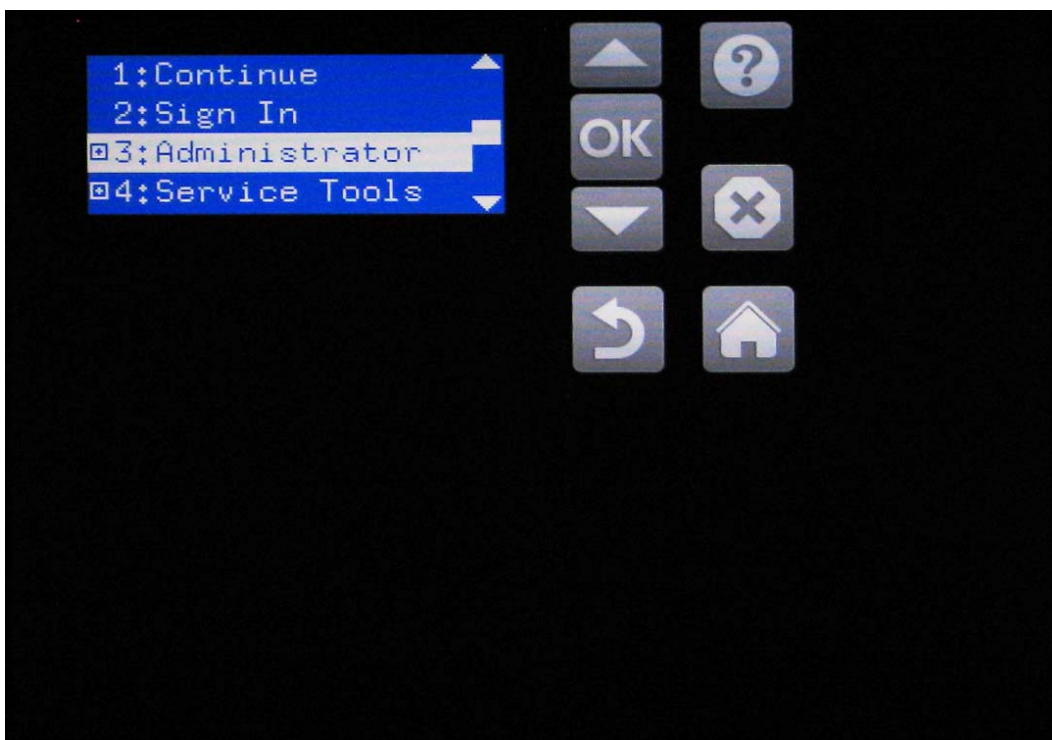 1:Continue
2:Sign In
3:Administrator
4:Service Tools
OK
?